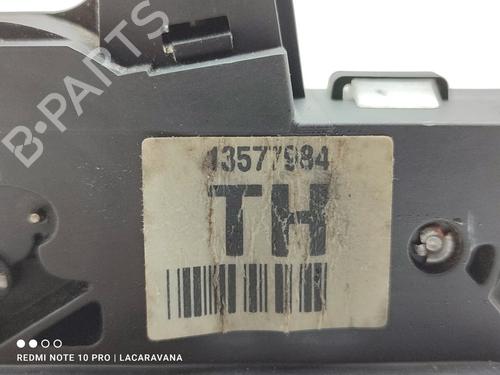 B-PARTS
13577984
TH
REDMI NOTE 10 PRO | LACARAVANA